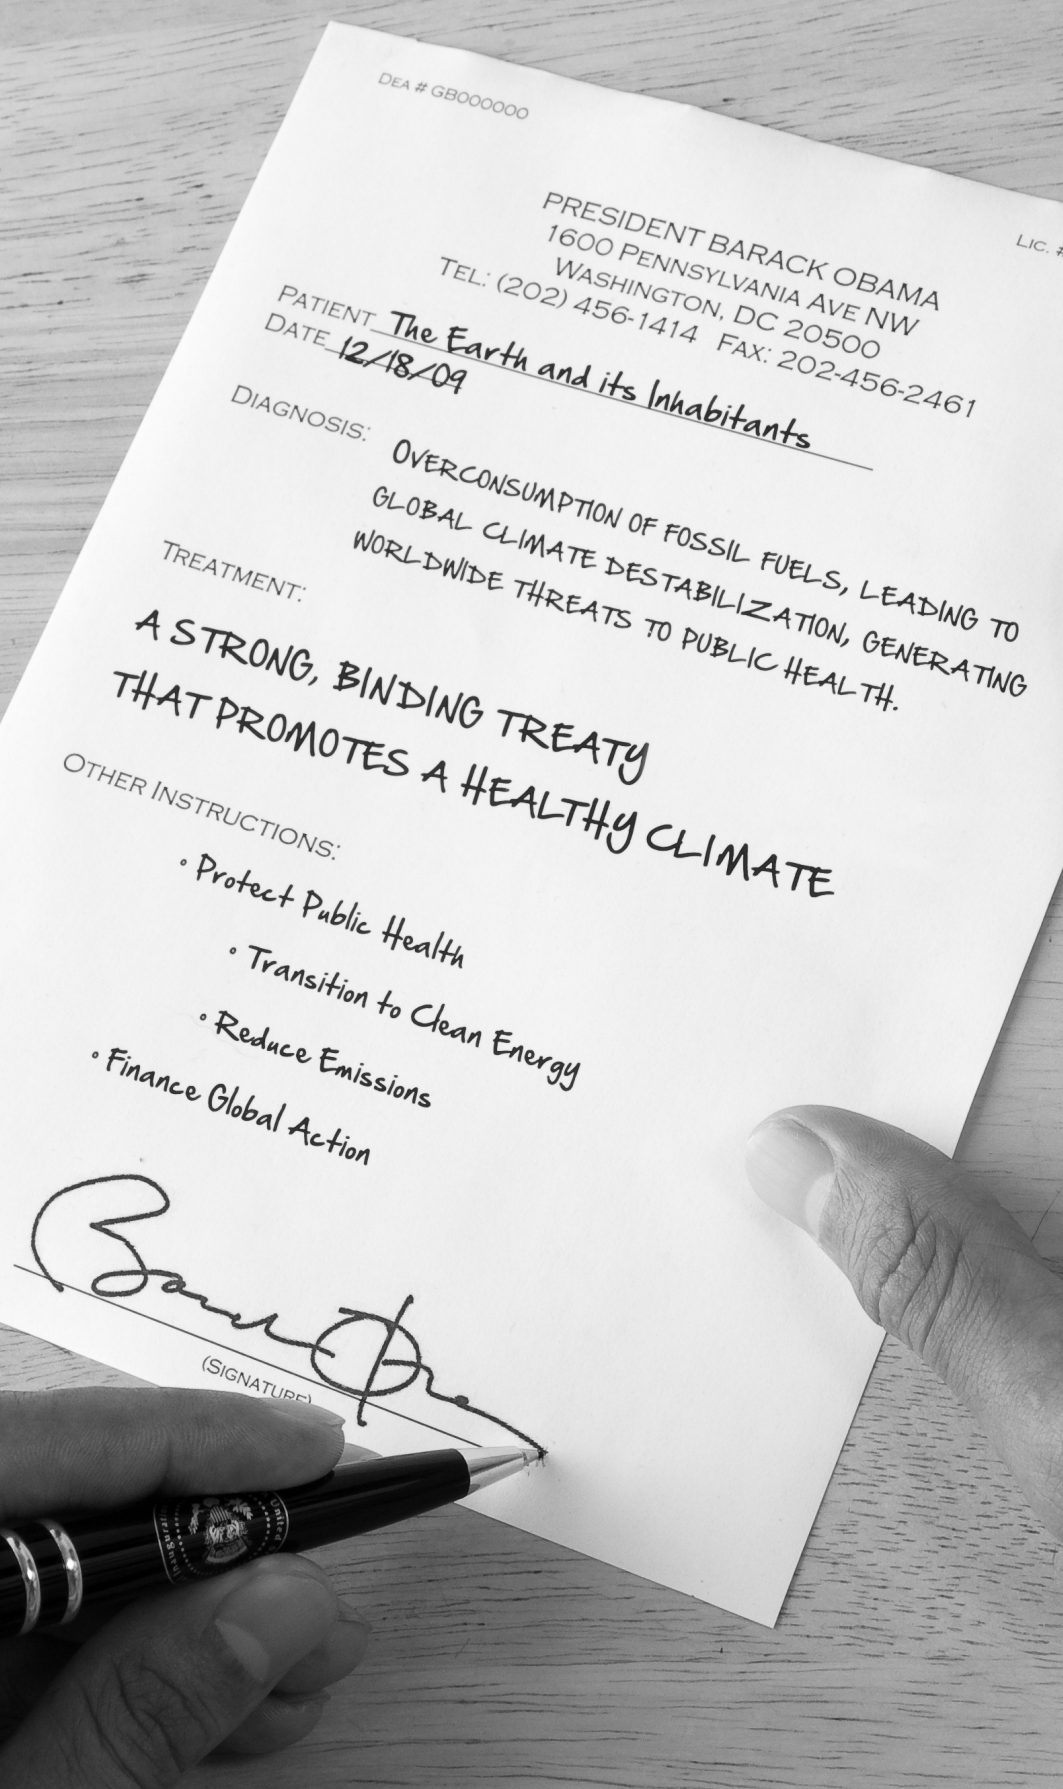 DEA # GB000000
LIC. #
PRESIDENT BARACK OBAMA
1600 PENNSYLVANIA AVE NW
WASHINGTON, DC 20500
TEL: (202) 456-1414 FAX: 202-456-2461
PATIENT The Earth and its Inhabitants
DATE 12/18/09
DIAGNOSIS:
OVERCONSUMPTION OF FOSSIL FUELS, LEADING TO
GLOBAL CLIMATE DESTABILIZATION, GENERATING
WORLDWIDE THREATS TO PUBLIC HEALTH.
TREATMENT:
A STRONG, BINDING TREATY
THAT PROMOTES A HEALTHY CLIMATE
OTHER INSTRUCTIONS:
• Protect Public Health
• Transition to Clean Energy
• Reduce Emissions
• Finance Global Action
(SIGNATURE)
United